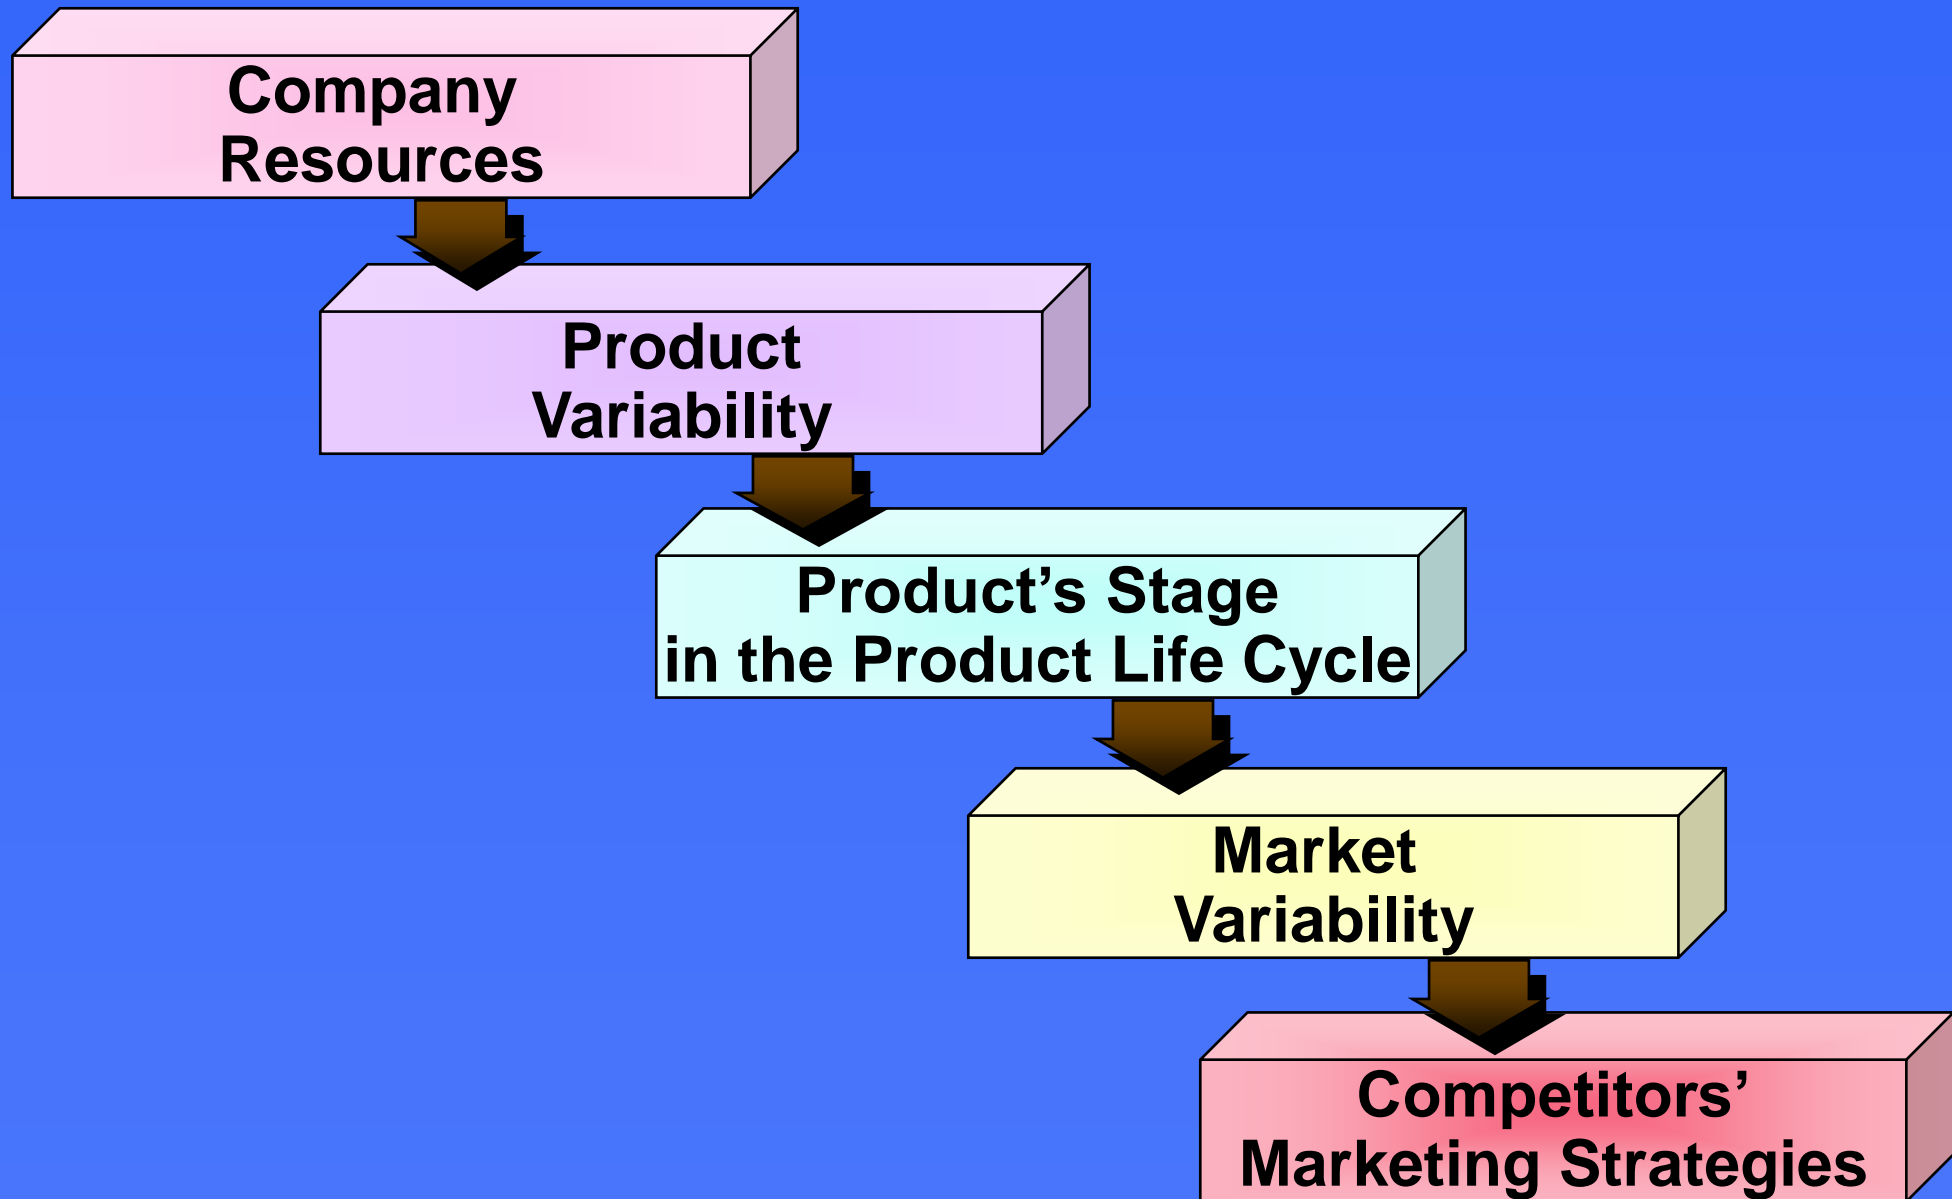 Company
Resources
Product
Variability
Product’s Stage
in the Product Life Cycle
Market
Variability
Competitors’
Marketing Strategies